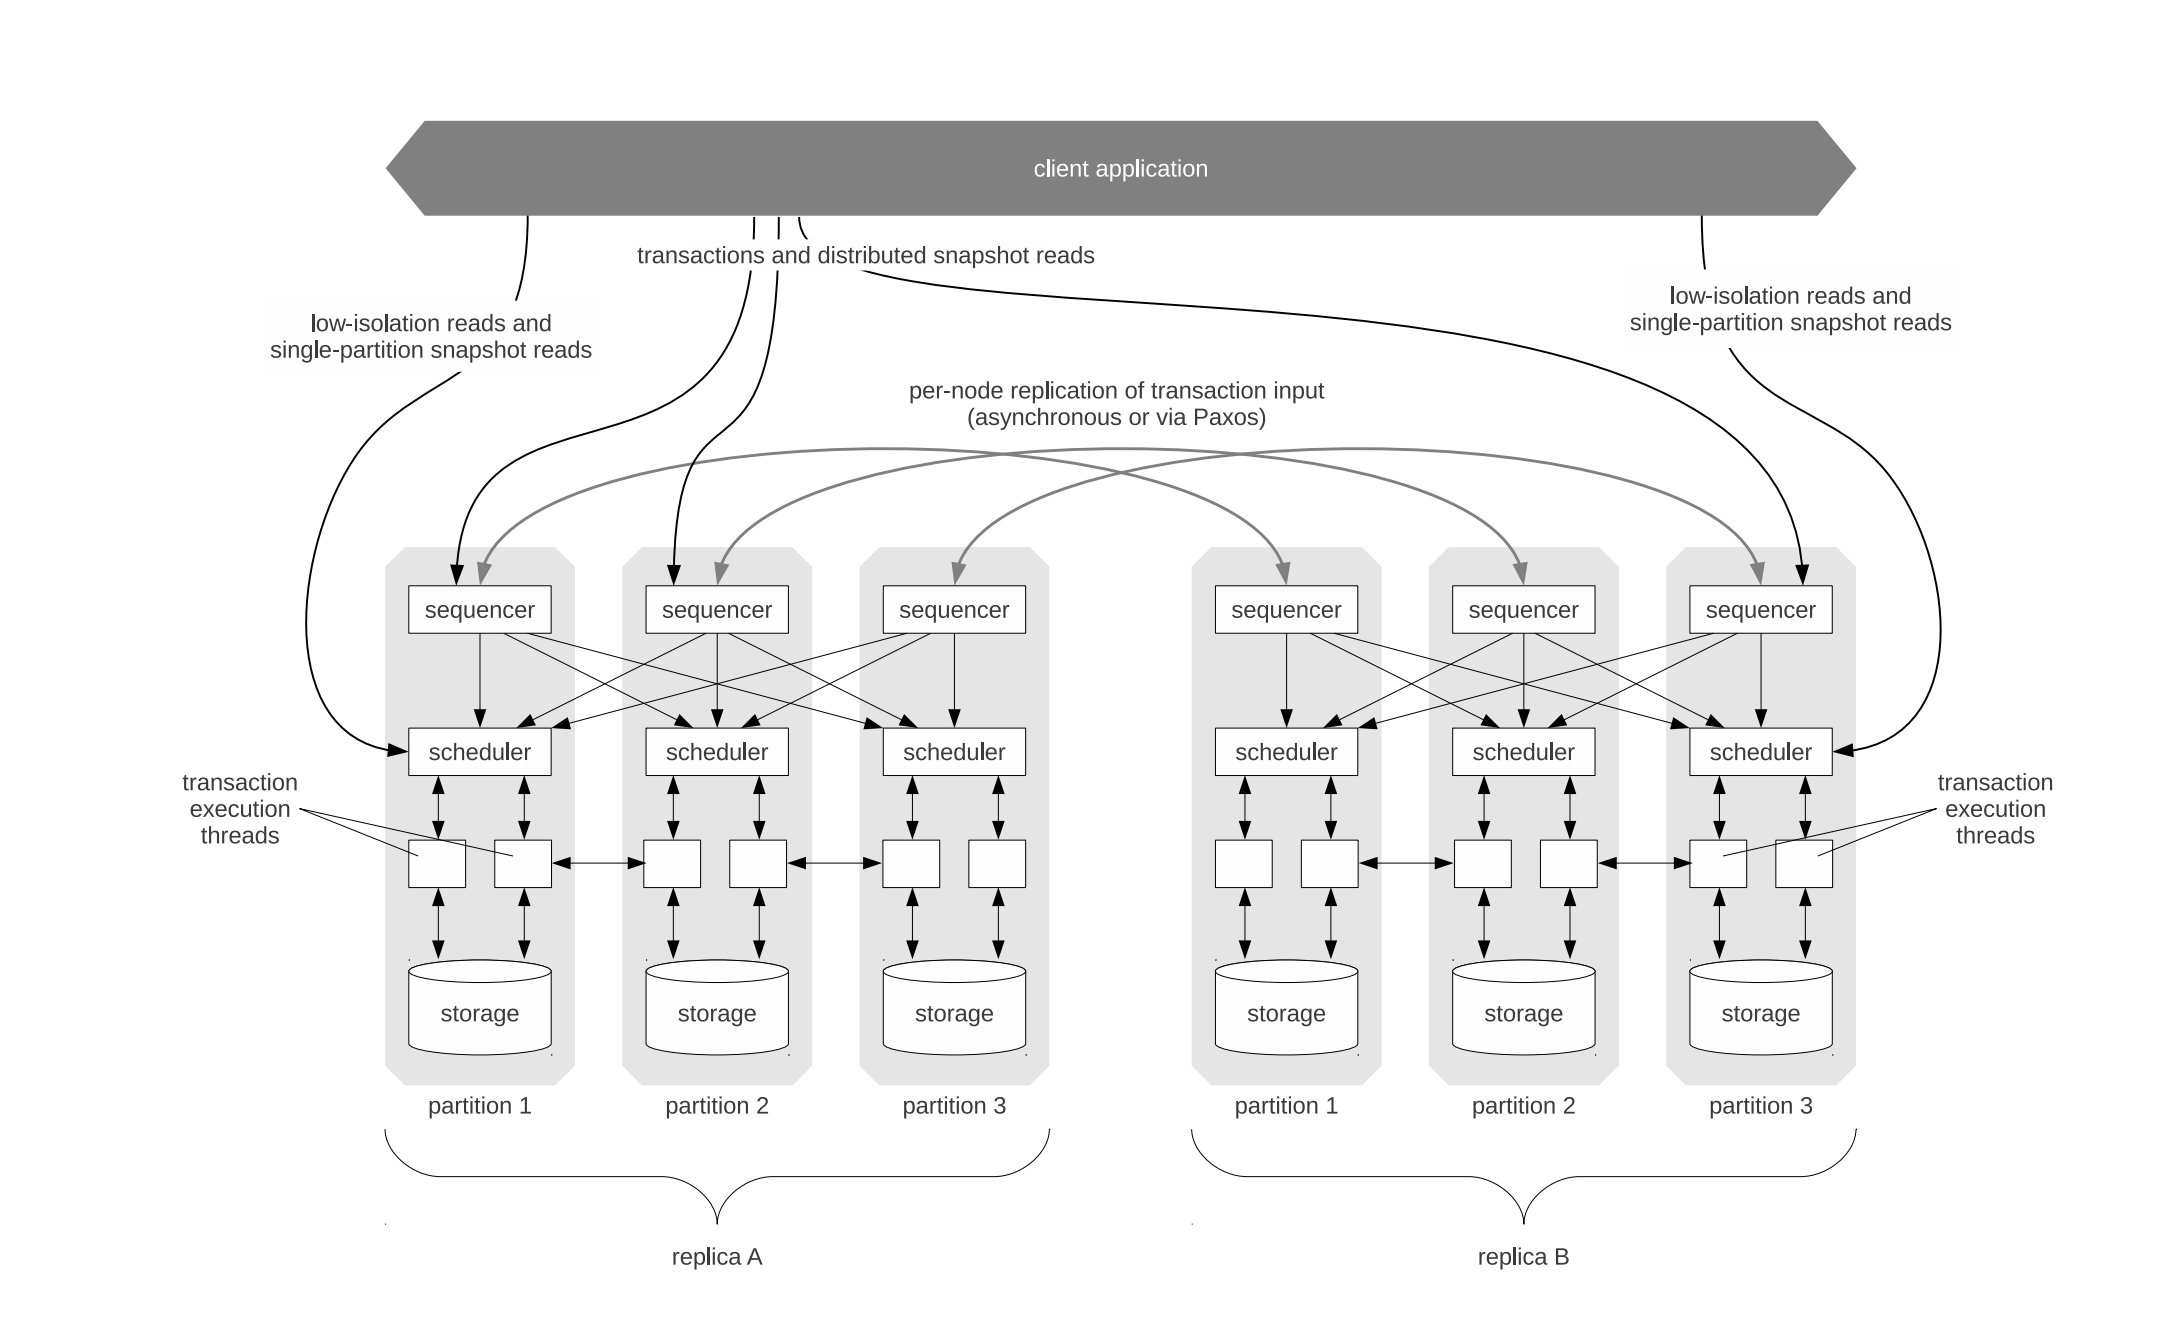 client application
transactions and distributed snapshot reads
low-isolation reads and
single-partition snapshot reads
low-isolation reads and
single-partition snapshot reads
per-node replication of transaction input
(asynchronous or via Paxos)
sequencer
sequencer
sequencer
sequencer
sequencer
sequencer
scheduler
scheduler
scheduler
scheduler
scheduler
scheduler
transaction
execution
threads
transaction
execution
threads
storage
storage
storage
storage
storage
storage
partition 1
partition 2
partition 3
partition 1
partition 2
partition 3
replica A
replica B